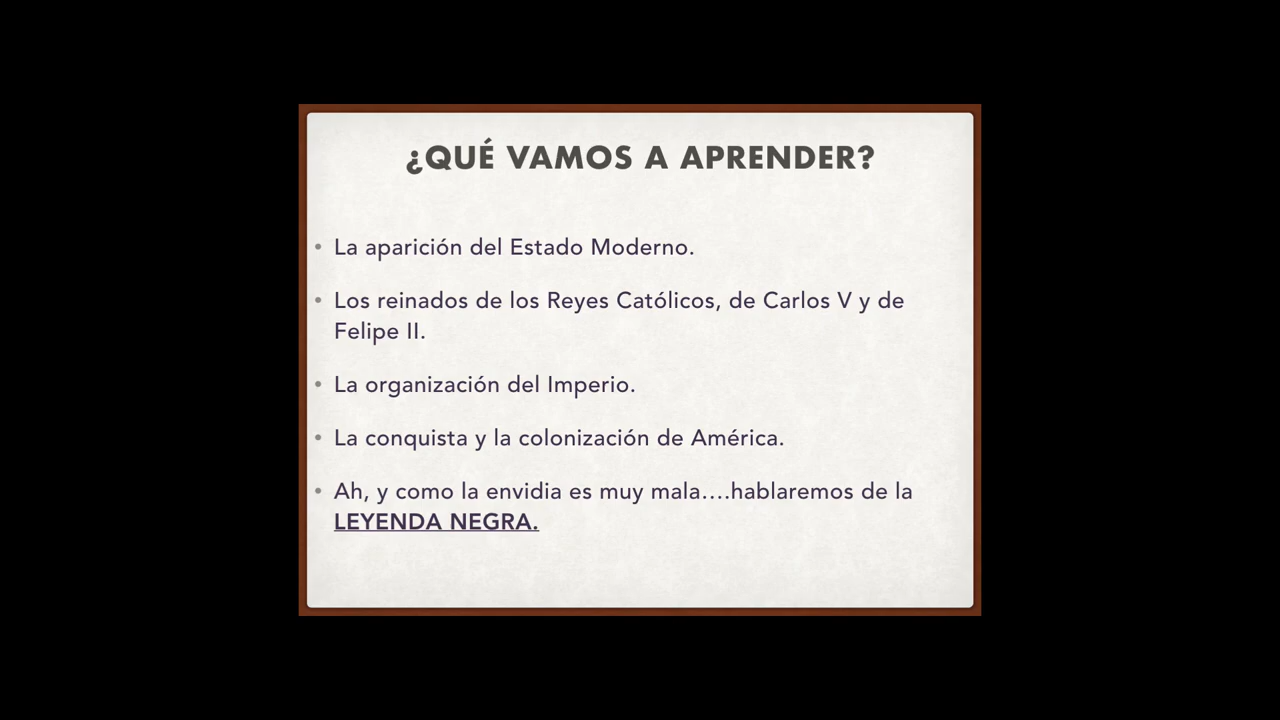 ¿QUÉ VAMOS A APRENDER?
• La aparición del Estado Moderno.
• Los reinados de los Reyes Católicos, de Carlos V y de
Felipe II.
• La organización del Imperio.
• La conquista y la colonización de América.
• Ah, y como la envidia es muy mala….hablaremos de la
LEYENDA NEGRA.